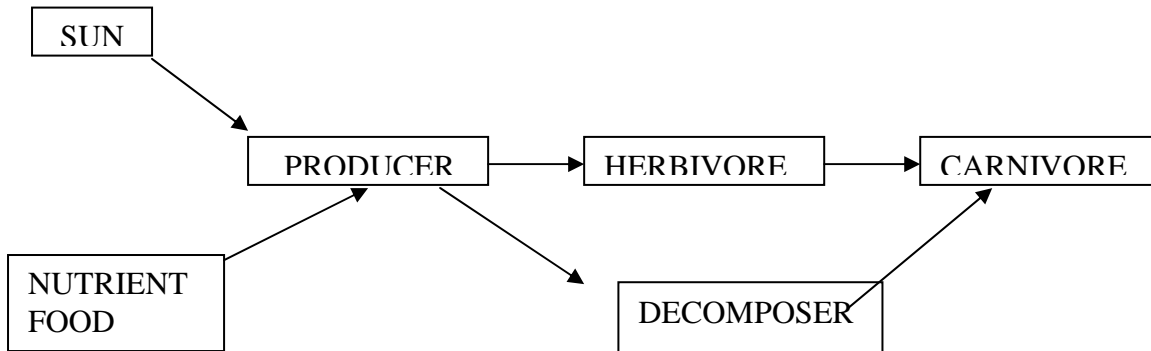 SUN
PRODUCER
HERBIVORE
CARNIVORE
NUTRIENT
FOOD
DECOMPOSER